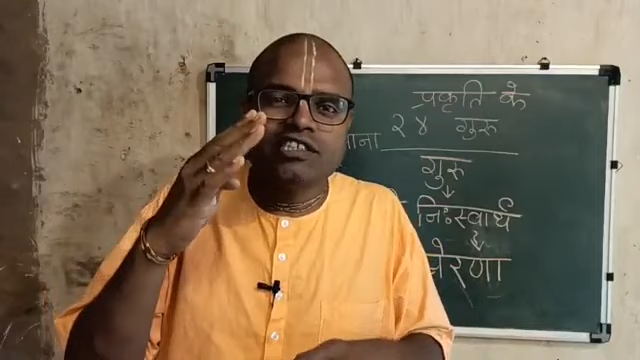 प्रकृति के
२४ गुरु
गुरु
निःस्वार्थ
प्रेरणा